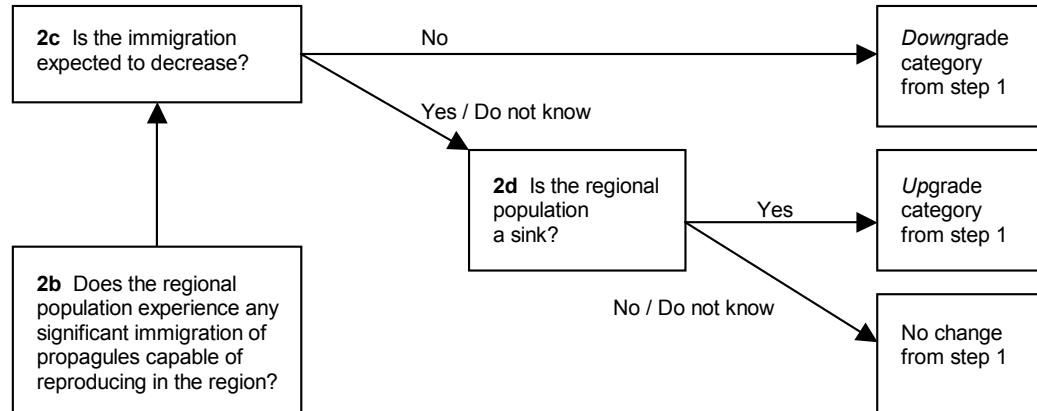 2c Is the immigration
expected to decrease?
No
Downgrade
category
from step 1
Yes / Do not know
2d Is the regional
population
a sink?
Yes
Upgrade
category
from step 1
2b Does the regional
population experience any
significant immigration of
propagules capable of
reproducing in the region?
No / Do not know
No change
from step 1